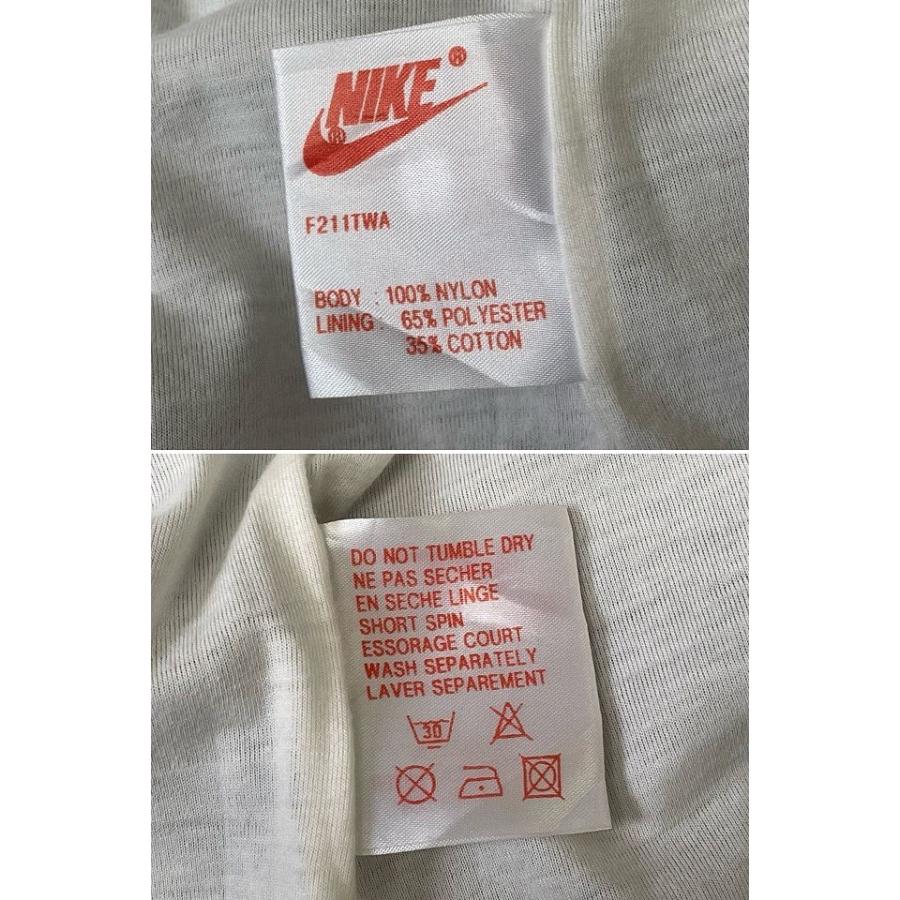 NIKE®
®
F211TWA
BODY : 100% NYLON
LINING : 65% POLYESTER
35% COTTON
DO NOT TUMBLE DRY
NE PAS SECHER
EN SECHE LINGE
SHORT SPIN
ESSORAGE COURT
WASH SEPARATELY
LAVER SEPAREMENT
30